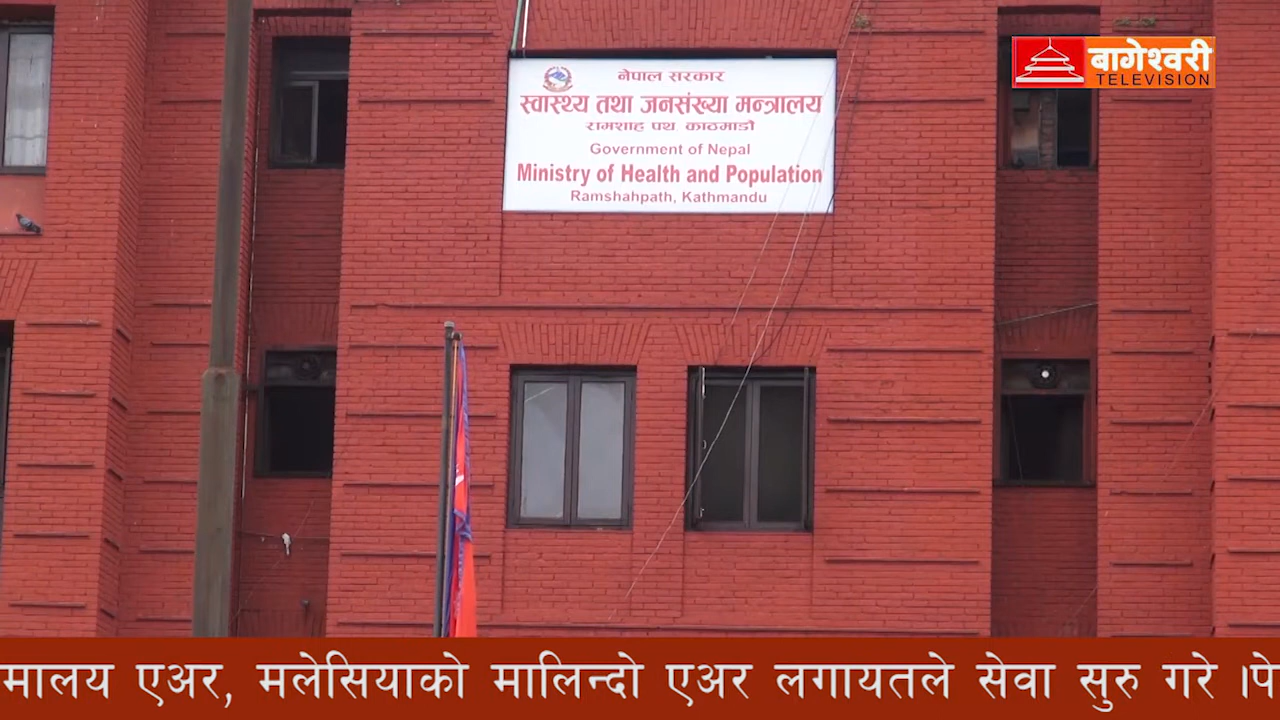 नेपाल सरकार
स्वास्थ्य तथा जनसंख्या मन्त्रालय
रामशाह पथ, काठमाडौं
Government of Nepal
Ministry of Health and Population
Ramshahpath, Kathmandu
बागेश्वरी
TELEVISION
मालय एअर, मलेसियाको मालिन्दो एअर लगायतले सेवा सुरु गरे ।पे